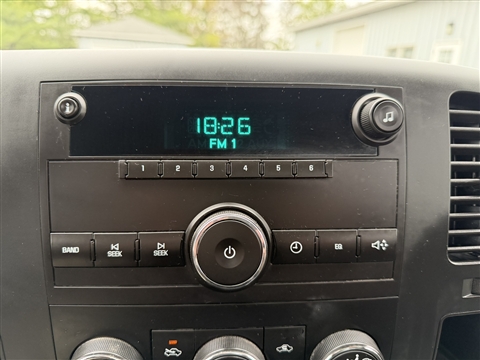 18:26
FM 1
1 2 3 4 5 6
BAND SEEK SEEK EQ